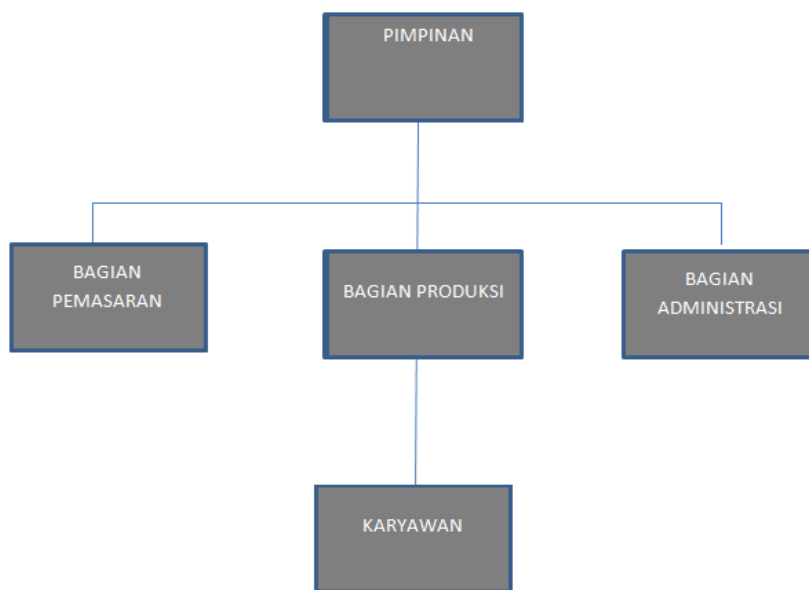 PIMPINAN
BAGIAN
PEMASARAN
BAGIAN PRODUKSI
BAGIAN
ADMINISTRASI
KARYAWAN